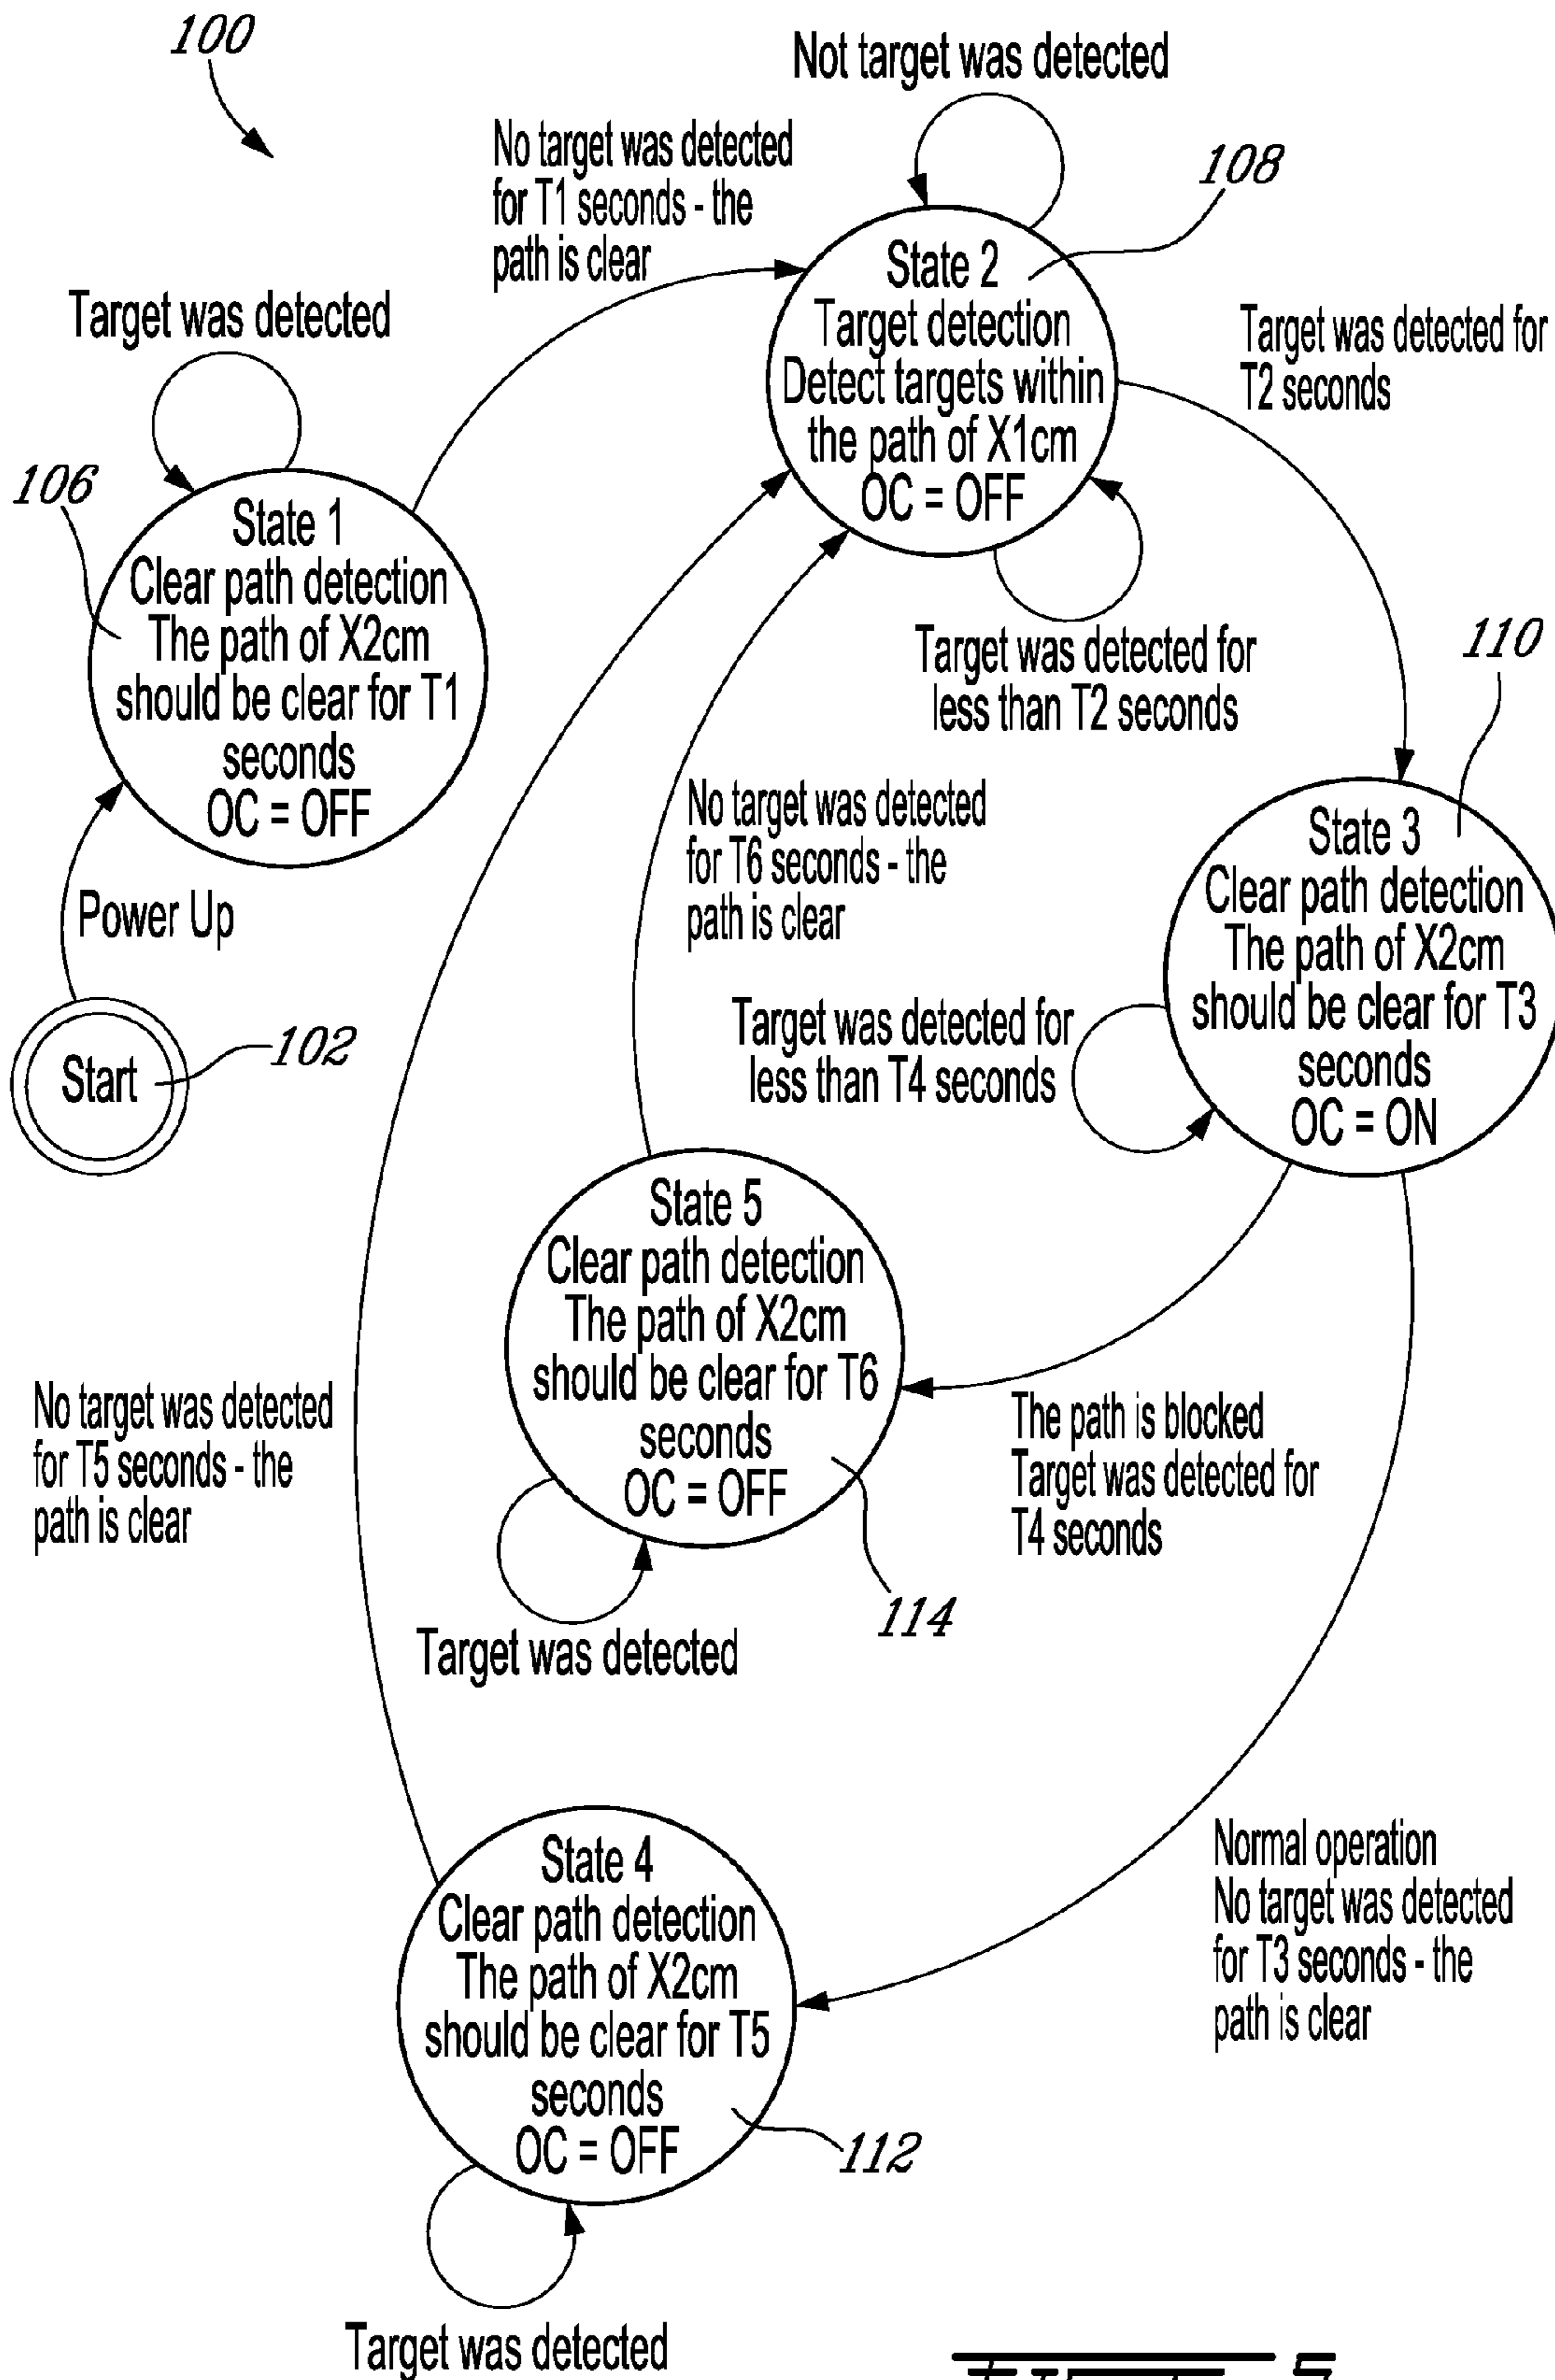 100
Not target was detected
No target was detected
for T1 seconds - the
path is clear
108
State 2
Target detection
Detect targets within
the path of X1cm
OC = OFF
Target was detected for
T2 seconds
Target was detected
106
State 1
Clear path detection
The path of X2cm
should be clear for T1
seconds
OC = OFF
Target was detected for
less than T2 seconds
110
State 3
Clear path detection
The path of X2cm
should be clear for T3
seconds
OC = ON
Power Up
Start
102
No target was detected
for T6 seconds - the
path is clear
Target was detected for
less than T4 seconds
State 5
Clear path detection
The path of X2cm
should be clear for T6
seconds
OC = OFF
The path is blocked
Target was detected for
T4 seconds
114
Target was detected
No target was detected
for T5 seconds - the
path is clear
State 4
Clear path detection
The path of X2cm
should be clear for T5
seconds
OC = OFF
112
Normal operation
No target was detected
for T3 seconds - the
path is clear
Target was detected